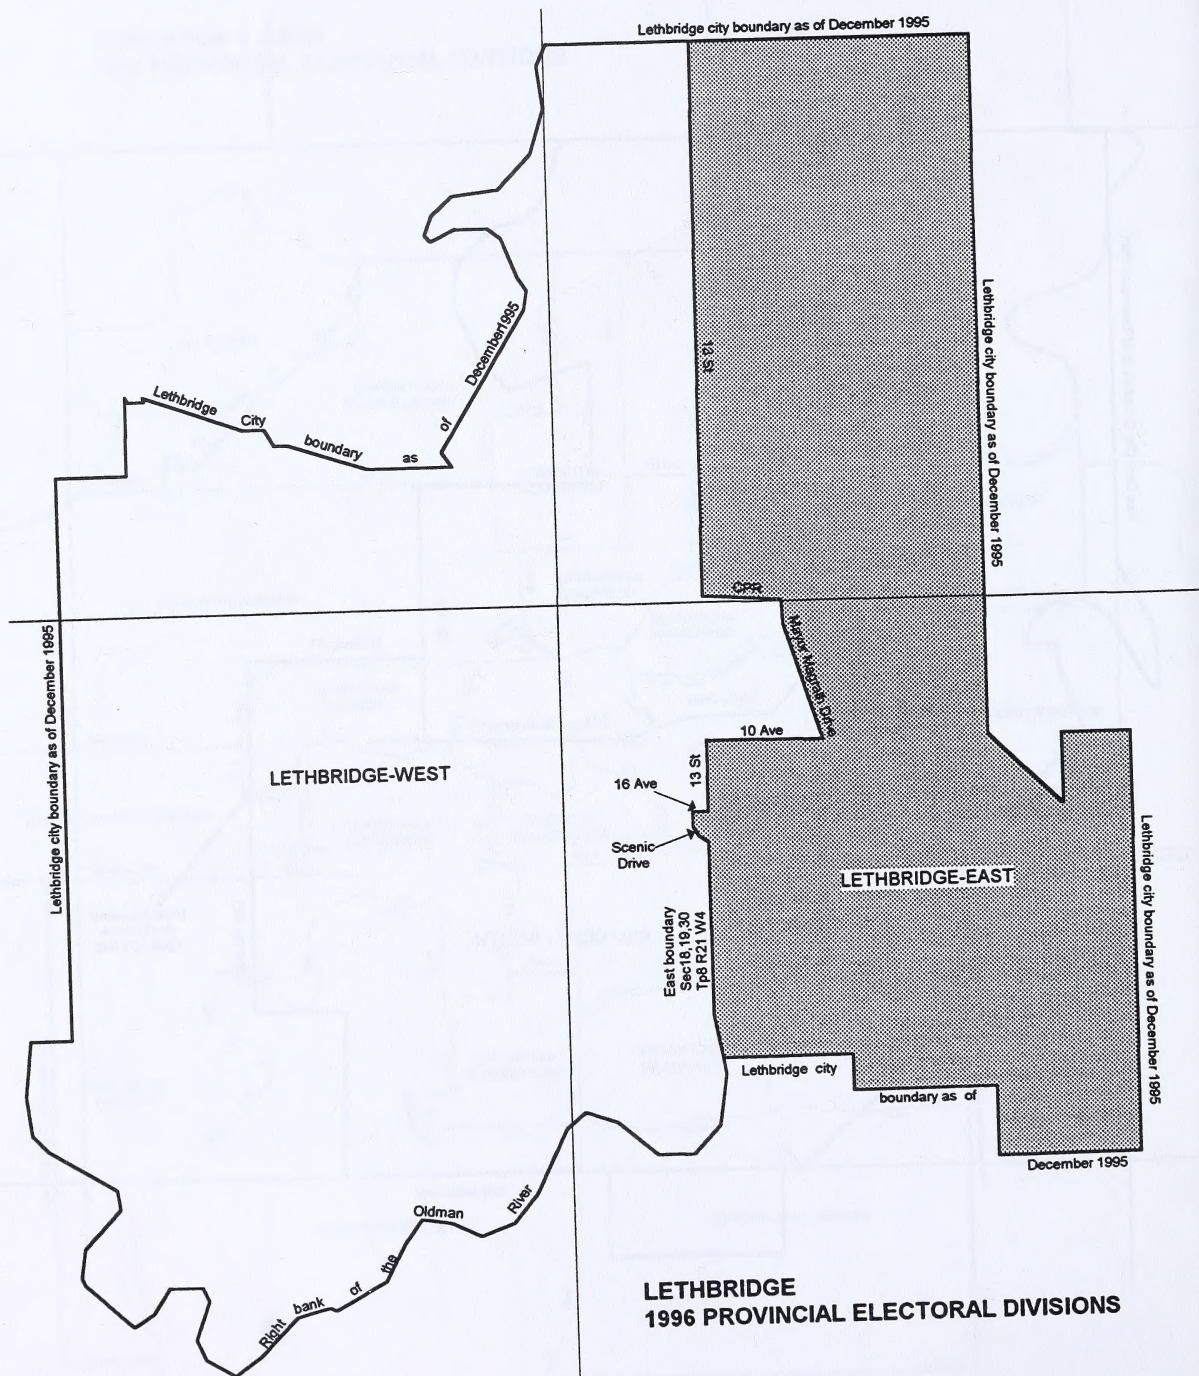 Lethbridge city boundary as of December 1995
Lethbridge City boundary as of December1995
13 St
Lethbridge city boundary as of December 1995
CPR
Mayor Magrath Drive
Lethbridge city boundary as of December 1995
10 Ave
LETHBRIDGE-WEST
13 St
16 Ave
Scenic
Drive
LETHBRIDGE-EAST
Lethbridge city boundary as of December 1995
East boundary
Sec18,19,30
Tp8 R21 W4
Lethbridge city
boundary as of
December 1995
Right bank of the Oldman River
LETHBRIDGE
1996 PROVINCIAL ELECTORAL DIVISIONS